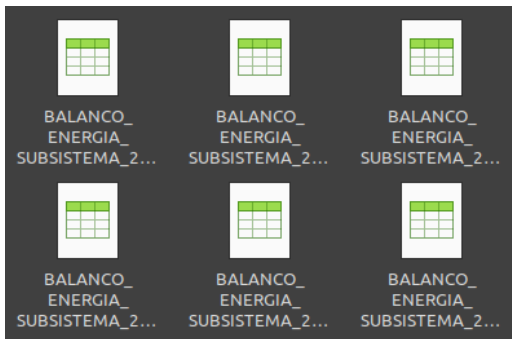 BALANCO_
ENERGIA_
SUBSISTEMA_2...
BALANCO_
ENERGIA_
SUBSISTEMA_2...
BALANCO_
ENERGIA_
SUBSISTEMA_2...
BALANCO_
ENERGIA_
SUBSISTEMA_2...
BALANCO_
ENERGIA_
SUBSISTEMA_2...
BALANCO_
ENERGIA_
SUBSISTEMA_2...